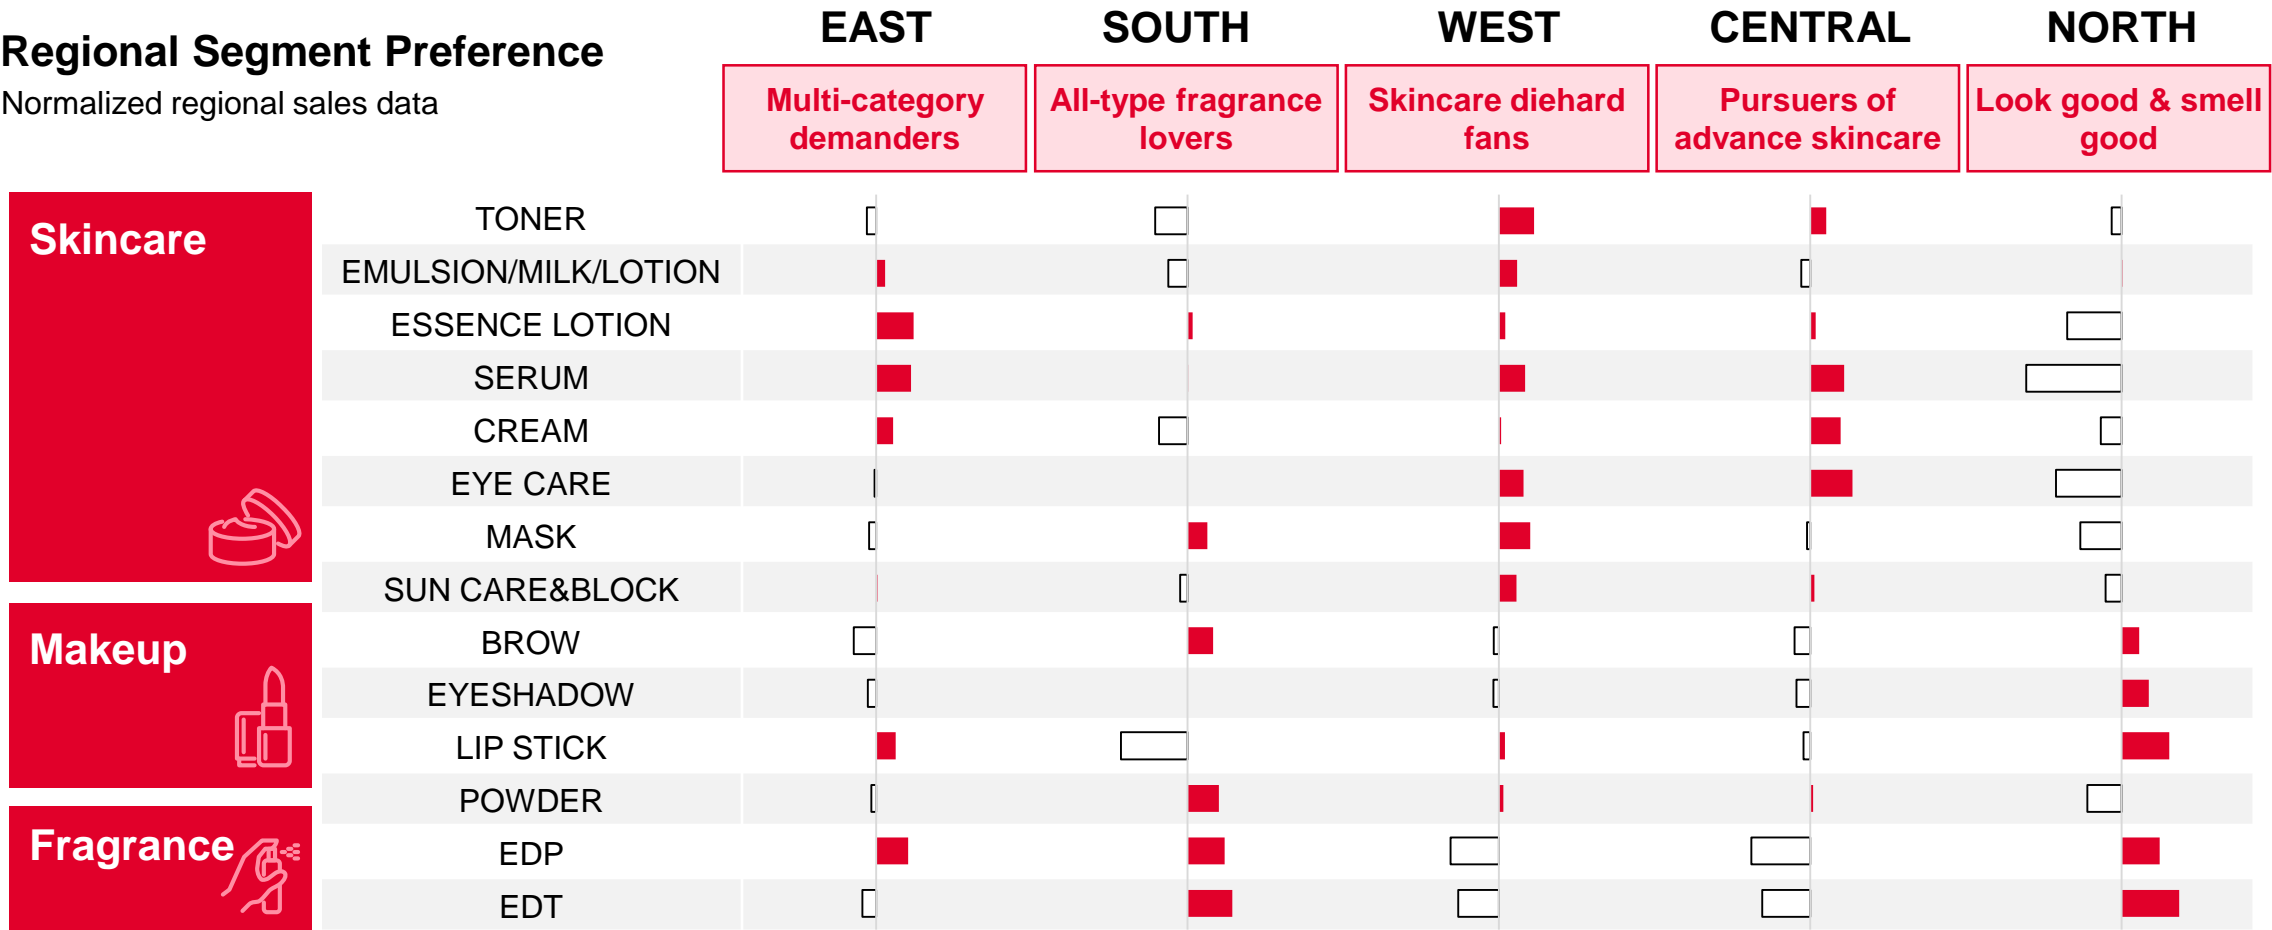 EAST SOUTH WEST CENTRAL NORTH
Regional Segment Preference
Normalized regional sales data
Multi-category
demanders
All-type fragrance
lovers
Skincare diehard
fans
Pursuers of
advance skincare
Look good & smell
good
Skincare
TONER
EMULSION/MILK/LOTION
ESSENCE LOTION
SERUM
CREAM
EYE CARE
MASK
SUN CARE&BLOCK
Makeup
BROW
EYESHADOW
LIP STICK
POWDER
Fragrance
EDP
EDT